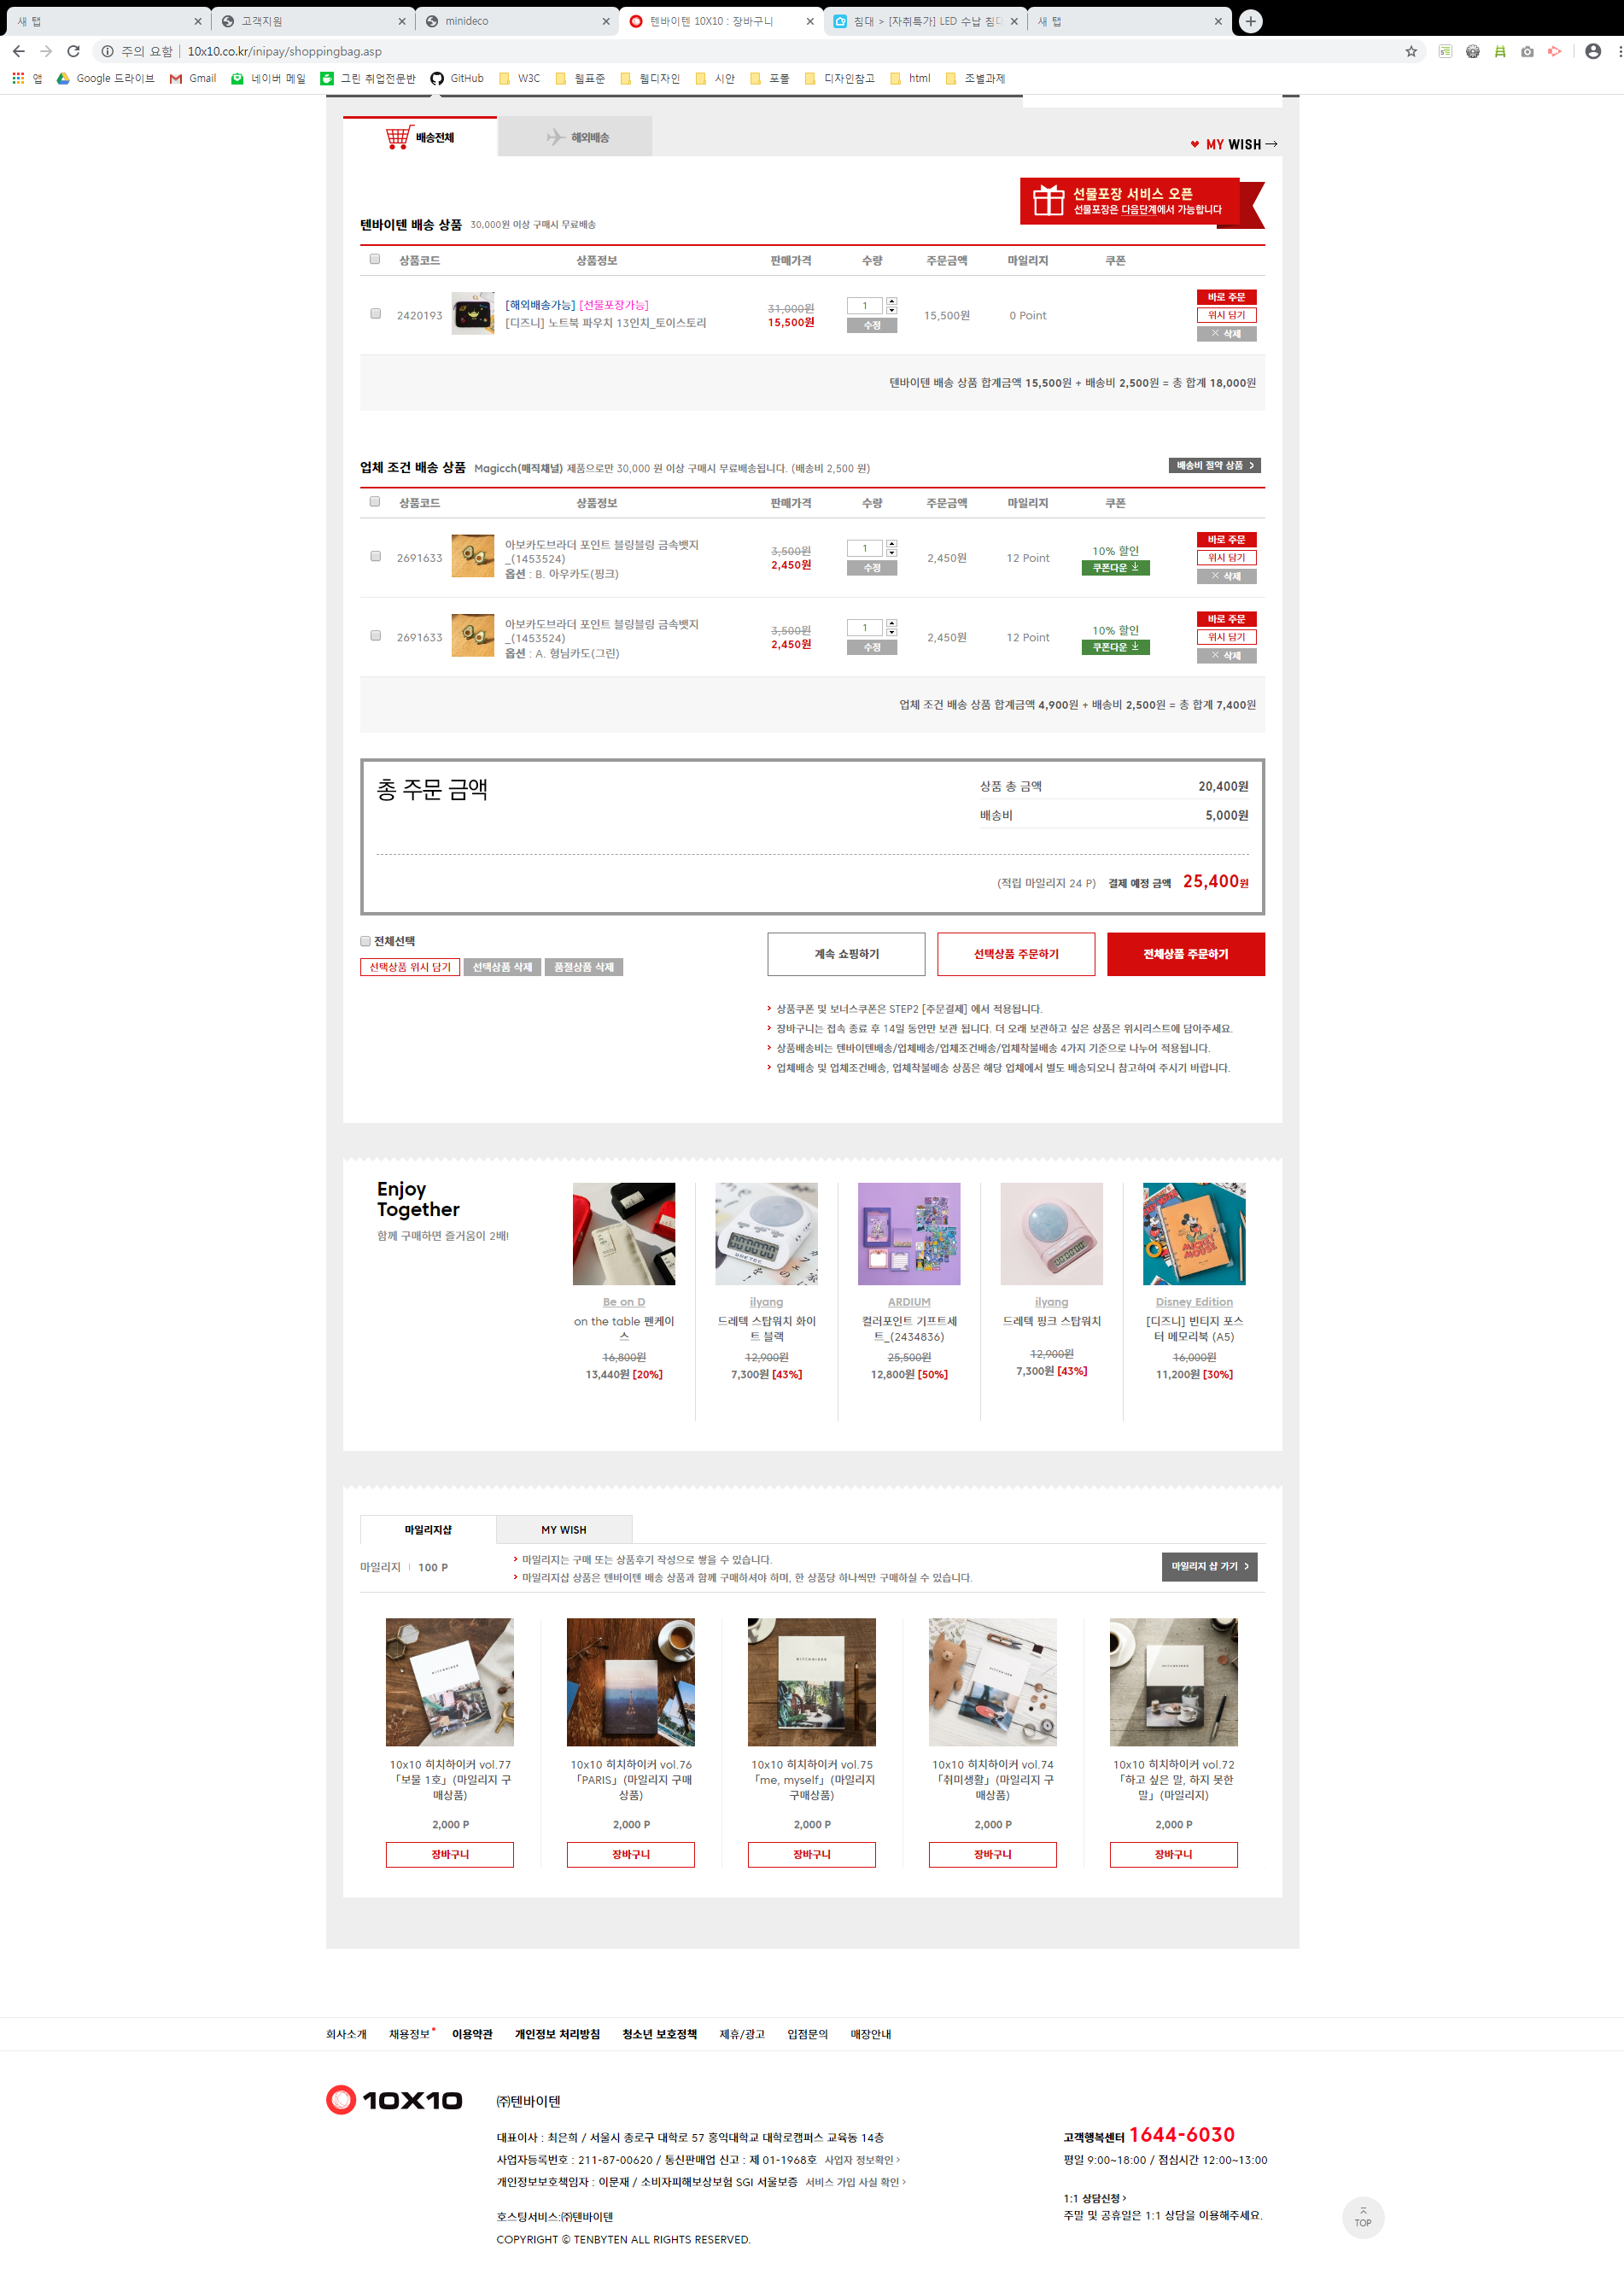 새 탭
고객지원
minideco
텐바이텐 10X10 : 장바구니
침대 > [자취특가] LED 수납 침대
새 탭
주의 요함 | 10x10.co.kr/inipay/shoppingbag.asp
앱 Google 드라이브 Gmail 네이버 메일 그린 취업전문반 GitHub W3C 웹표준 웹디자인 시안 포폴 디자인참고 html 조별과제
배송전체 해외배송
MY WISH
선물포장 서비스 오픈
선물포장은 다음단계에서 가능합니다
텐바이텐 배송 상품 30,000원 이상 구매시 무료배송
상품코드 상품정보 판매가격 수량 주문금액 마일리지 쿠폰
2420193
[해외배송가능] [선물포장가능]
[디즈니] 노트북 파우치 13인치_토이스토리
31,000원
15,500원
1
수정
15,500원
0 Point
바로 주문
위시 담기
삭제
텐바이텐 배송 상품 합계금액 15,500원 + 배송비 2,500원 = 총 합계 18,000원
업체 조건 배송 상품 Magicch(매직채널) 제품으로만 30,000 원 이상 구매시 무료배송됩니다. (배송비 2,500 원)
배송비 절약 상품 >
상품코드 상품정보 판매가격 수량 주문금액 마일리지 쿠폰
2691633
아보카도브라더 포인트 블링블링 금속뱃지
_(1453524)
옵션 : B. 아우카도(핑크)
3,500원
2,450원
1
수정
2,450원
12 Point
10% 할인
쿠폰다운
바로 주문
위시 담기
삭제
2691633
아보카도브라더 포인트 블링블링 금속뱃지
_(1453524)
옵션 : A. 형님카도(그린)
3,500원
2,450원
1
수정
2,450원
12 Point
10% 할인
쿠폰다운
바로 주문
위시 담기
삭제
업체 조건 배송 상품 합계금액 4,900원 + 배송비 2,500원 = 총 합계 7,400원
총 주문 금액
상품 총 금액 20,400원
배송비 5,000원
(적립 마일리지 24 P) 결제 예정 금액 25,400원
전체선택
선택상품 위시 담기 선택상품 삭제 품절상품 삭제
계속 쇼핑하기 선택상품 주문하기 전체상품 주문하기
상품쿠폰 및 보너스쿠폰은 STEP2 [주문결제] 에서 적용됩니다.
장바구니는 접속 종료 후 14일 동안만 보관 됩니다. 더 오래 보관하고 싶은 상품은 위시리스트에 담아주세요.
상품배송비는 텐바이텐배송/업체배송/업체조건배송/업체착불배송 4가지 기준으로 나누어 적용됩니다.
업체배송 및 업체조건배송, 업체착불배송 상품은 해당 업체에서 별도 배송되오니 참고하여 주시기 바랍니다.
Enjoy
Together
함께 구매하면 즐거움이 2배!
Be on D
on the table 펜케이
스
16,800원
13,440원 [20%]
ilyang
드레텍 스탑워치 화이
트 블랙
12,900원
7,300원 [43%]
ARDIUM
컬러포인트 기프트세
트_(2434836)
25,500원
12,800원 [50%]
ilyang
드레텍 핑크 스탑워치
12,900원
7,300원 [43%]
Disney Edition
[디즈니] 빈티지 포스
터 메모리북 (A5)
16,000원
11,200원 [30%]
마일리지샵 MY WISH
마일리지 | 100 P
마일리지는 구매 또는 상품후기 작성으로 쌓을 수 있습니다.
마일리지샵 상품은 텐바이텐 배송 상품과 함께 구매하셔야 하며, 한 상품당 하나씩만 구매하실 수 있습니다.
마일리지 샵 가기 >
10x10 히치하이커 vol.77
「보물 1호」(마일리지 구
매상품)
2,000 P
장바구니
10x10 히치하이커 vol.76
「PARIS」(마일리지 구매
상품)
2,000 P
장바구니
10x10 히치하이커 vol.75
「me, myself」(마일리지
구매상품)
2,000 P
장바구니
10x10 히치하이커 vol.74
「취미생활」(마일리지 구
매상품)
2,000 P
장바구니
10x10 히치하이커 vol.72
「하고 싶은 말, 하지 못한
말」(마일리지)
2,000 P
장바구니
회사소개 채용정보 이용약관 개인정보 처리방침 청소년 보호정책 제휴/광고 입점문의 매장안내
10X10
㈜텐바이텐
대표이사 : 최은희 / 서울시 종로구 대학로 57 홍익대학교 대학로캠퍼스 교육동 14층
사업자등록번호 : 211-87-00620 / 통신판매업 신고 : 제 01-1968호 사업자 정보확인 >
개인정보보호책임자 : 이문재 / 소비자피해보상보험 SGI 서울보증 서비스 가입 사실 확인 >
호스팅서비스:㈜텐바이텐
COPYRIGHT © TENBYTEN ALL RIGHTS RESERVED.
고객행복센터 1644-6030
평일 9:00~18:00 / 점심시간 12:00~13:00
1:1 상담신청 >
주말 및 공휴일은 1:1 상담을 이용해주세요.
TOP